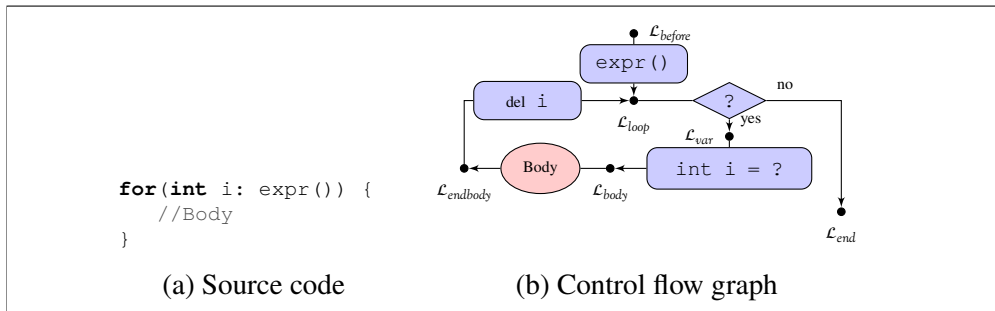 for(int i: expr()) {
//Body
}
(a) Source code
ℒbefore
expr()
del i
ℒloop
?
no
yes
ℒvar
int i = ?
Body
ℒendbody
ℒbody
ℒend
(b) Control flow graph